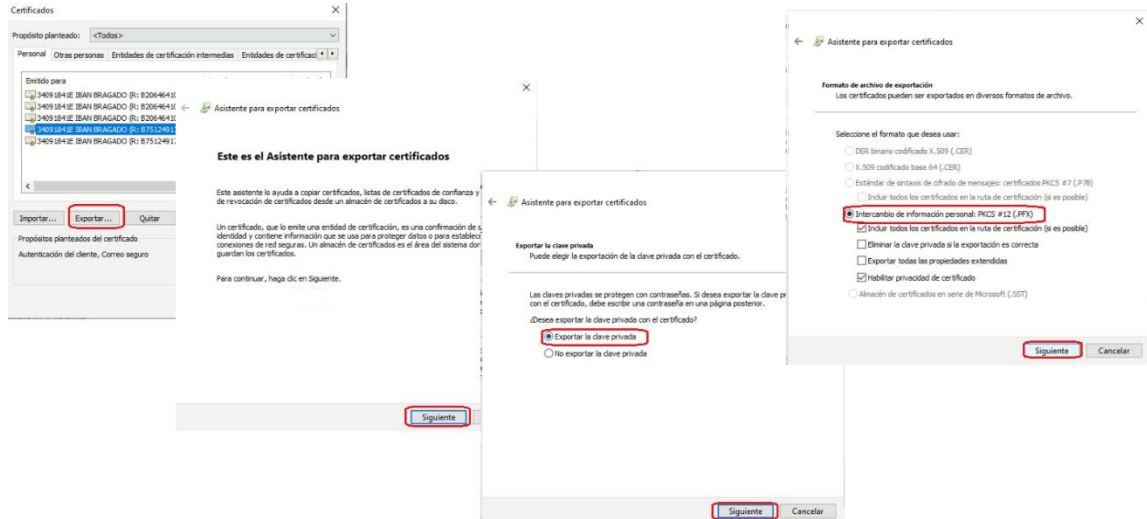 Certificados
Propósito planteado: <Todos>
Personal Otras personas Entidades de certificación intermedias Entidades de certificaci
Emitido para
34091841E IBAN BRAGADO (R: B2064641(
34091841E IBAN BRAGADO (R: B2064641(
34091841E IBAN BRAGADO (R: B2064641(
34091841E IBAN BRAGADO (R: B7512491
34091841E IBAN BRAGADO (R: B7512491
Importar... Exportar... Quitar
Propósitos planteados del certificado
Autenticación del cliente, Correo seguro
Asistente para exportar certificados
Este es el Asistente para exportar certificados
Este asistente lo ayuda a copiar certificados, listas de certificados de confianza y
de revocación de certificados desde un almacén de certificados a su disco.
Un certificado, que lo emite una entidad de certificación, es una confirmación de
identidad y contiene información que se usa para proteger datos o para establec
conexiones de red seguras. Un almacén de certificados es el área del sistema don
guardan los certificados.
Para continuar, haga clic en Siguiente.
Siguiente
Asistente para exportar certificados
Exportar la clave privada
Puede elegir la exportación de la clave privada con el certificado.
Las claves privadas se protegen con contraseñas. Si desea exportar la clave pr
con el certificado, debe escribir una contraseña en una página posterior.
¿Desea exportar la clave privada con el certificado?
Exportar la clave privada
No exportar la clave privada
Siguiente Cancelar
Asistente para exportar certificados
Formato de archivo de exportación
Los certificados pueden ser exportados en diversos formatos de archivo.
Seleccione el formato que desea usar:
DER binario codificado X.509 (.CER)
X.509 codificado base 64 (.CER)
Estándar de sintaxis de cifrado de mensajes: certificados PKCS #7 (.P7B)
Incluir todos los certificados en la ruta de certificación (si es posible)
Intercambio de información personal: PKCS #12 (.PFX)
Incluir todos los certificados en la ruta de certificación (si es posible)
Eliminar la clave privada si la exportación es correcta
Exportar todas las propiedades extendidas
Habilitar privacidad de certificado
Almacén de certificados en serie de Microsoft (.SST)
Siguiente Cancelar